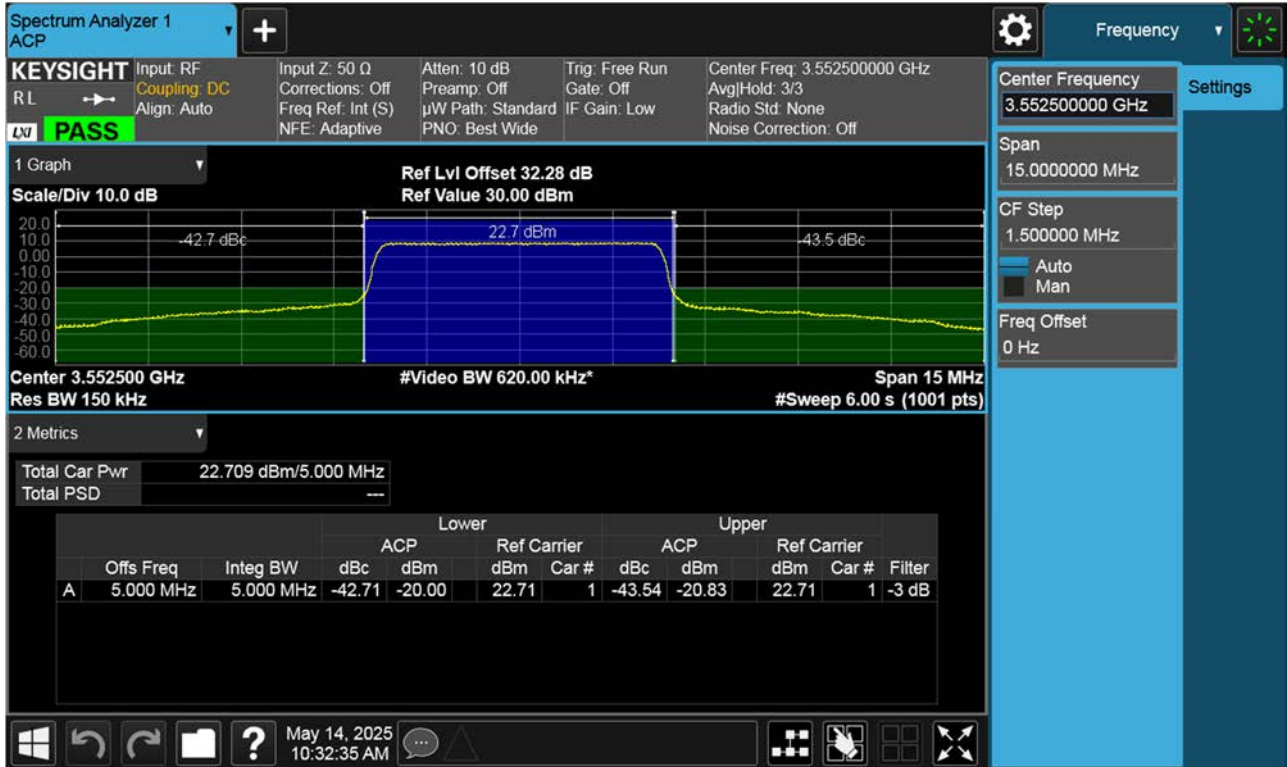 Spectrum Analyzer 1
ACP
+
Frequency
KEYSIGHT
RL
LXI
PASS
Input: RF
Coupling: DC
Align: Auto
Input Z: 50 Ω
Corrections: Off
Freq Ref: Int (S)
NFE: Adaptive
Atten: 10 dB
Preamp: Off
µW Path: Standard
PNO: Best Wide
Trig: Free Run
Gate: Off
IF Gain: Low
Center Freq: 3.552500000 GHz
Avg|Hold: 3/3
Radio Std: None
Noise Correction: Off
Center Frequency
3.552500000 GHz
Settings
Span
15.0000000 MHz
CF Step
1.500000 MHz
Auto
Man
Freq Offset
0 Hz
1 Graph
Scale/Div 10.0 dB
Ref Lvl Offset 32.28 dB
Ref Value 30.00 dBm
20.0
10.0
0.00
-10.0
-20.0
-30.0
-40.0
-50.0
-60.0
-42.7 dBc
22.7 dBm
-43.5 dBc
Center 3.552500 GHz
#Video BW 620.00 kHz*
Span 15 MHz
Res BW 150 kHz
#Sweep 6.00 s (1001 pts)
2 Metrics
Total Car Pwr 22.709 dBm/5.000 MHz
Total PSD ---
Lower Upper
ACP Ref Carrier ACP Ref Carrier
Offs Freq Integ BW dBc dBm dBm Car # dBc dBm dBm Car # Filter
A 5.000 MHz 5.000 MHz -42.71 -20.00 22.71 1 -43.54 -20.83 22.71 1 -3 dB
?
May 14, 2025
10:32:35 AM